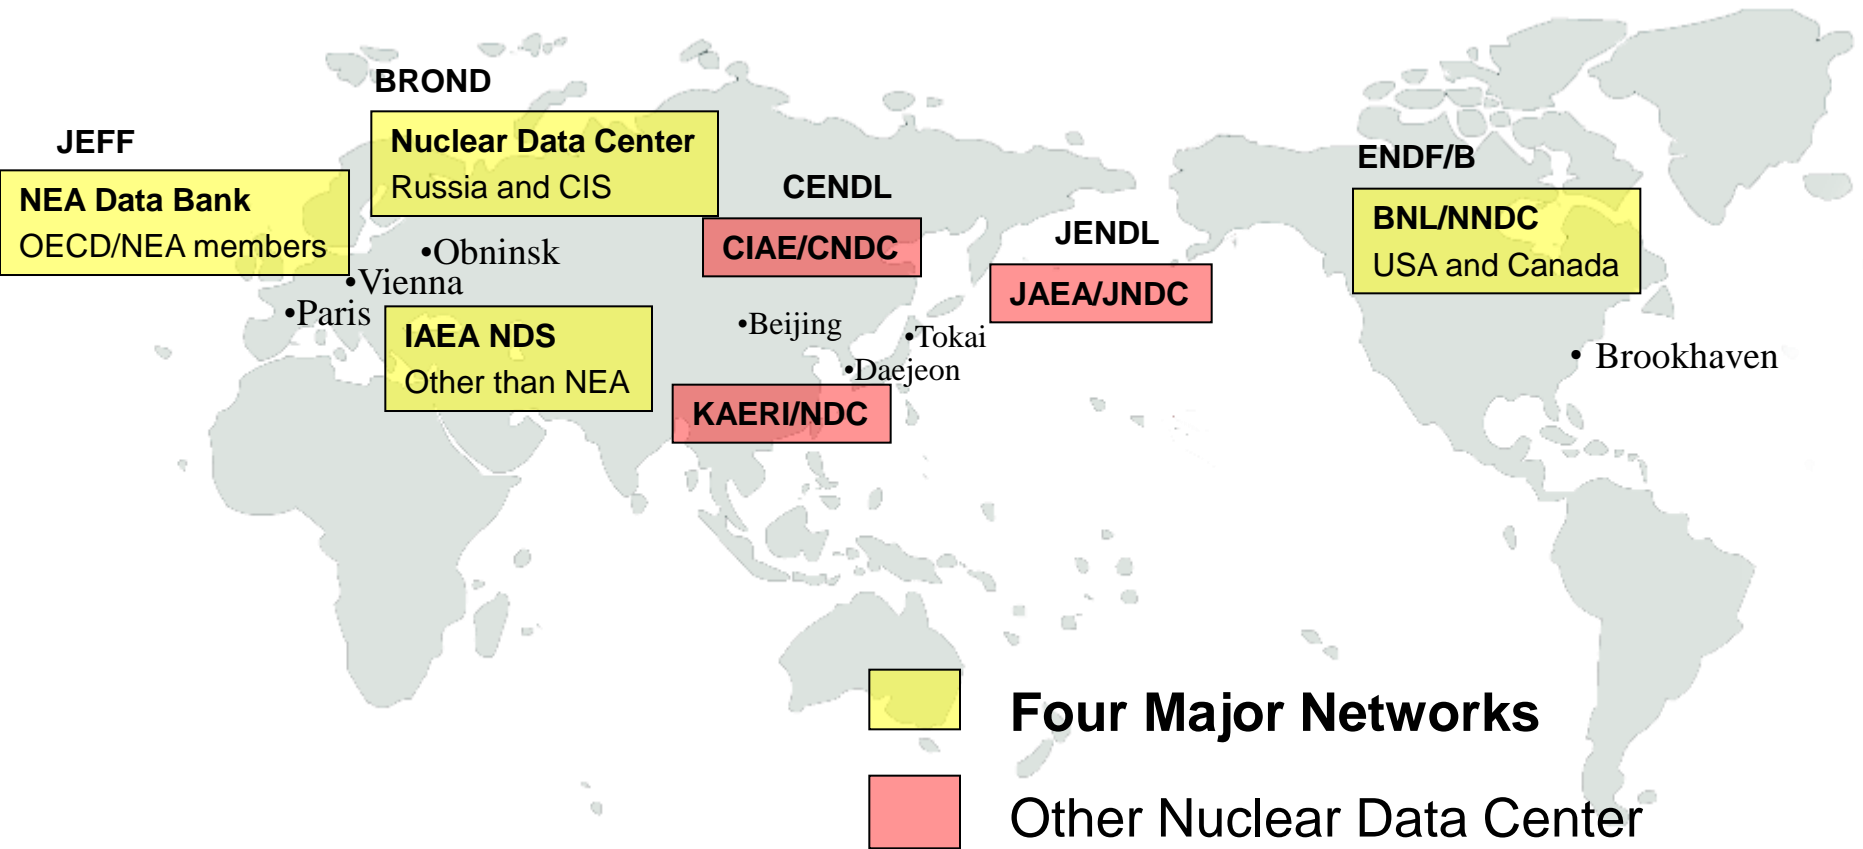 BROND
JEFF
Nuclear Data Center
Russia and CIS
ENDF/B
NEA Data Bank
OECD/NEA members
CENDL
BNL/NNDC
USA and Canada
JENDL
CIAE/CNDC
•Obninsk
•Vienna
JAEA/JNDC
•Paris
IAEA NDS
Other than NEA
•Beijing
•Tokai
•Daejeon
• Brookhaven
KAERI/NDC
Four Major Networks
Other Nuclear Data Center